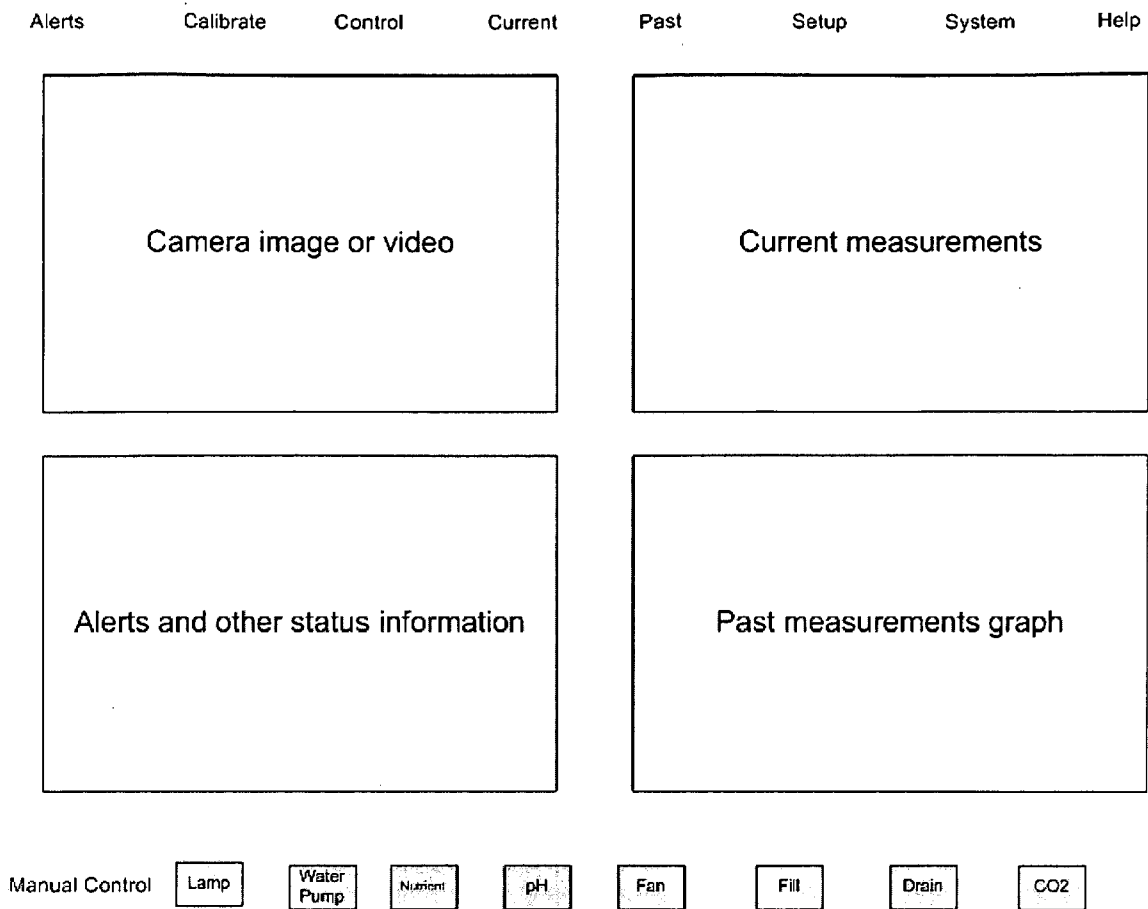 Alerts Calibrate Control Current Past Setup System Help
Camera image or video
Current measurements
Alerts and other status information
Past measurements graph
Manual Control Lamp Water Pump Nutrient pH Fan Fill Drain CO2